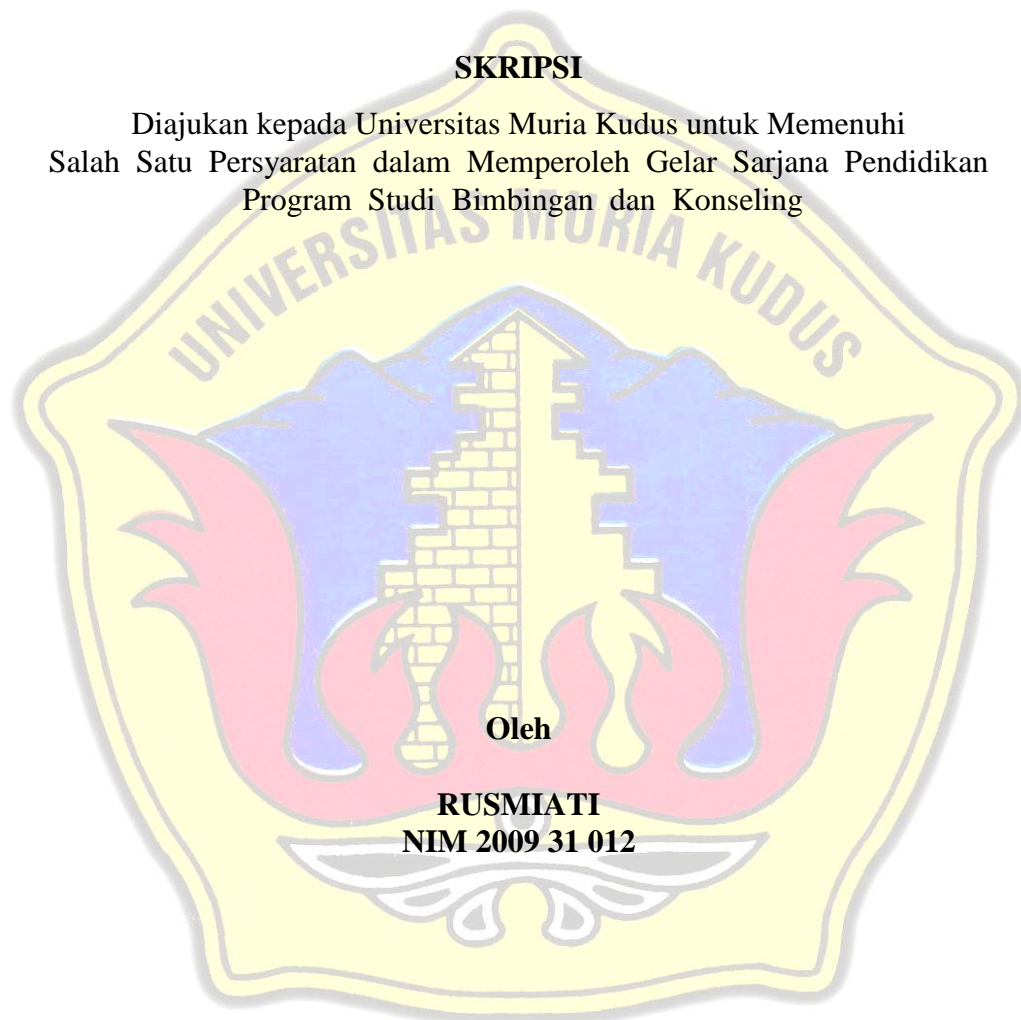 SKRIPSI
Diajukan kepada Universitas Muria Kudus untuk Memenuhi
Salah Satu Persyaratan dalam Memperoleh Gelar Sarjana Pendidikan
Program Studi Bimbingan dan Konseling
UNIVERSITAS MURIA KUDUS
Oleh
RUSMIATI
NIM 2009 31 012